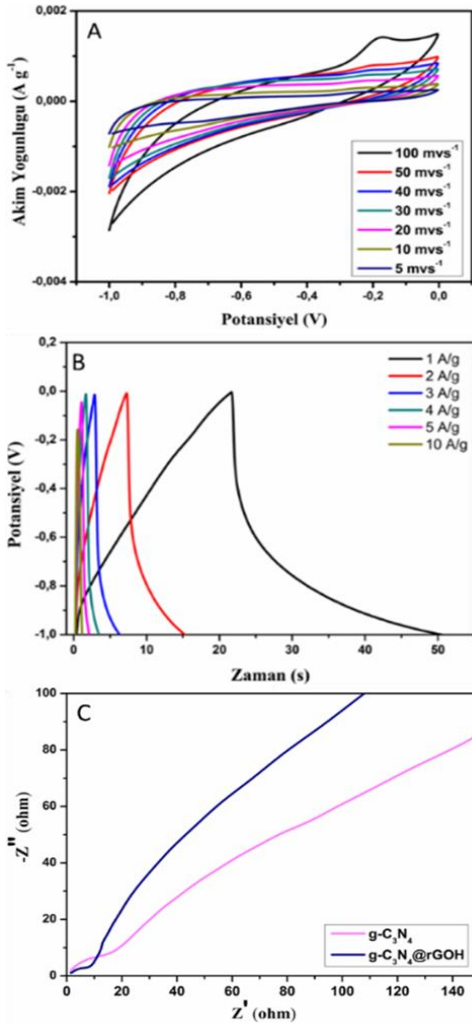 A
0,002
0,000
-0,002
-0,004
Akim Yogunlugu (A g⁻¹)
100 mvs⁻¹
50 mvs⁻¹
40 mvs⁻¹
30 mvs⁻¹
20 mvs⁻¹
10 mvs⁻¹
5 mvs⁻¹
-1,0 -0,8 -0,6 -0,4 -0,2 0,0
Potansiyel (V)
B
0,2
0,0
-0,2
-0,4
-0,6
-0,8
-1,0
Potansiyel (V)
1 A/g
2 A/g
3 A/g
4 A/g
5 A/g
10 A/g
0 10 20 30 40 50
Zaman (s)
C
100
80
60
40
20
0
-Z'' (ohm)
g-C₃N₄
g-C₃N₄@rGOH
0 20 40 60 80 100 120 140
Z' (ohm)